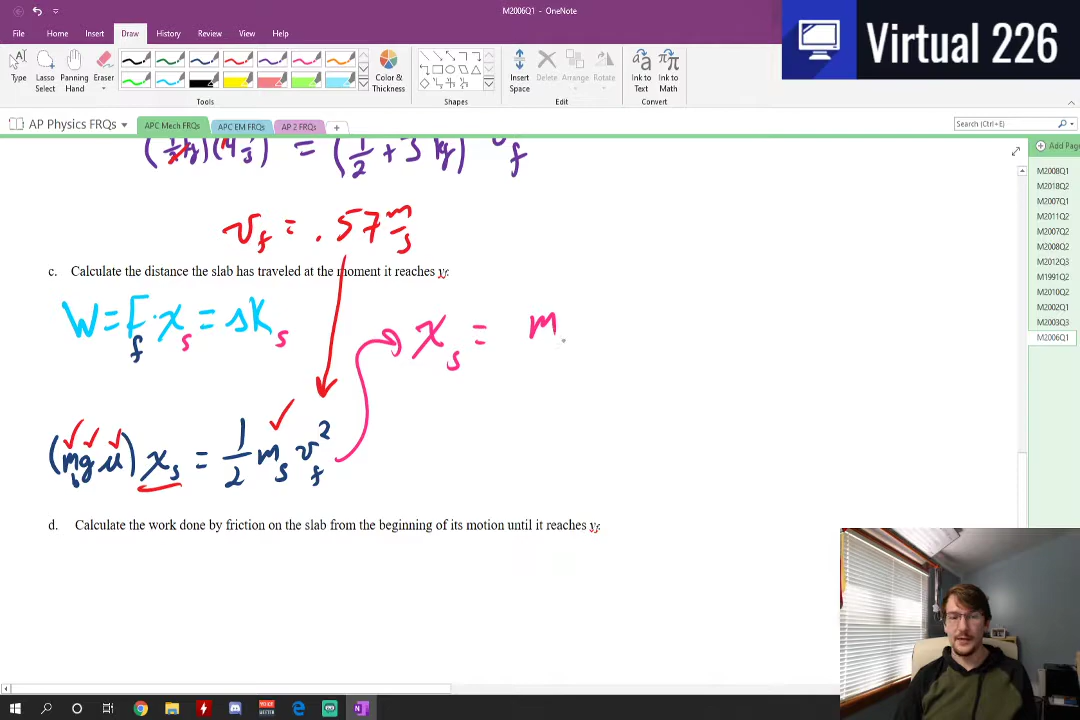 M2006Q1 - OneNote
Virtual 226
File Home Insert Draw History Review View Help
Type
Lasso Select
Panning Hand
Eraser
Color & Thickness
Insert Space
Delete
Arrange
Rotate
Ink to Text
Ink to Math
Tools
Shapes
Edit
Convert
AP Physics FRQs
APC Mech FRQs
APC EM FRQs
AP 2 FRQs
Search (Ctrl+E)
Add Page
M2008Q1
M2018Q2
M2007Q1
M2011Q2
M2007Q2
M2008Q2
M2012Q3
M1991Q2
M2010Q2
M2002Q1
M2003Q3
M2006Q1
v_f = .57 m/s
c. Calculate the distance the slab has traveled at the moment it reaches vf.
W = F_f · x_s = ΔK_s
x_s = m
(m_b g μ) x_s = 1/2 m_s v_f^2
d. Calculate the work done by friction on the slab from the beginning of its motion until it reaches vf.